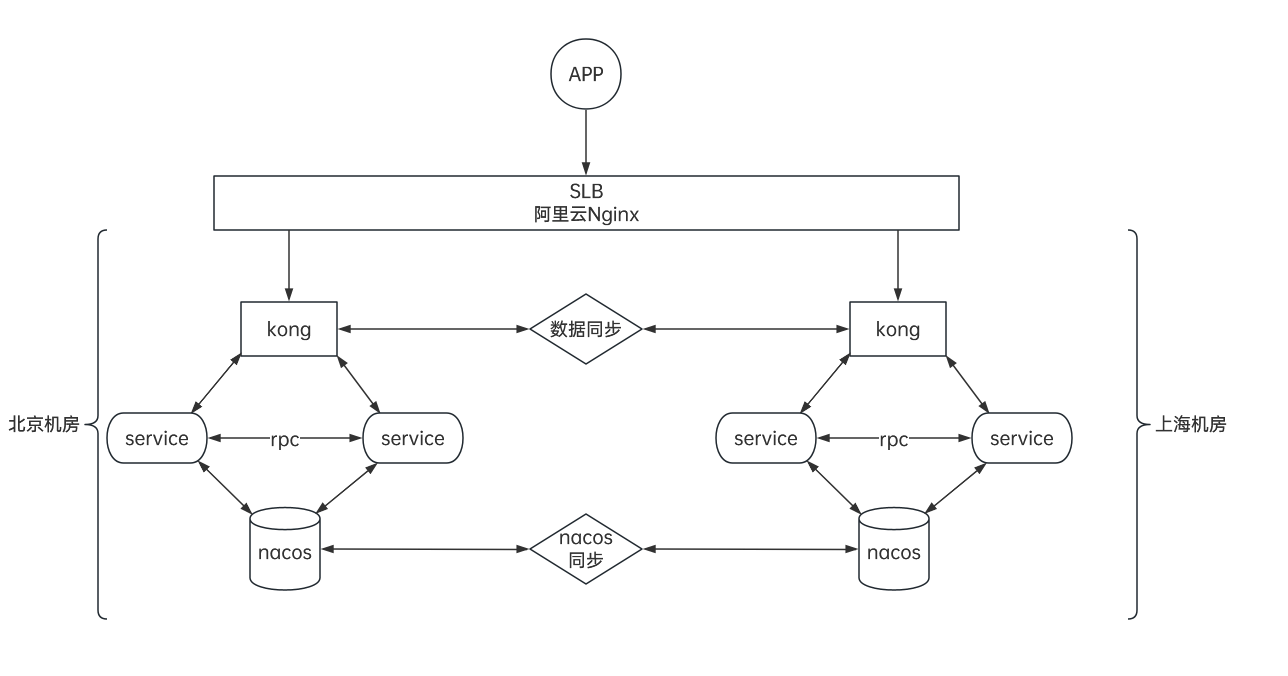 APP
SLB
阿里云Nginx
kong
数据同步
kong
北京机房
service
rpc
service
service
rpc
service
上海机房
nacos
nacos
同步
nacos